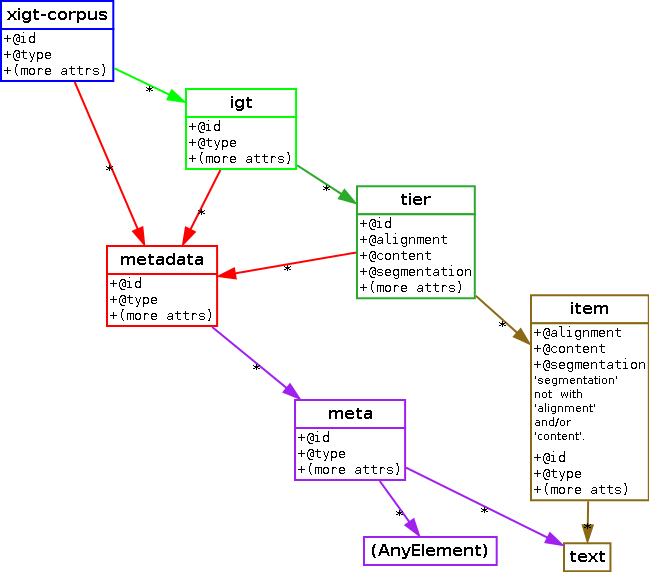 xigt-corpus
+@id
+@type
+(more attrs)
*
igt
+@id
+@type
+(more attrs)
*
*
*
tier
+@id
+@alignment
+@content
+@segmentation
+(more attrs)
*
*
metadata
+@id
+@type
+(more attrs)
*
item
+@alignment
+@content
+@segmentation
'segmentation'
not with
'alignment'
and/or
'content'.
+@id
+@type
+(more atts)
*
meta
+@id
+@type
+(more attrs)
*
*
(AnyElement)
text